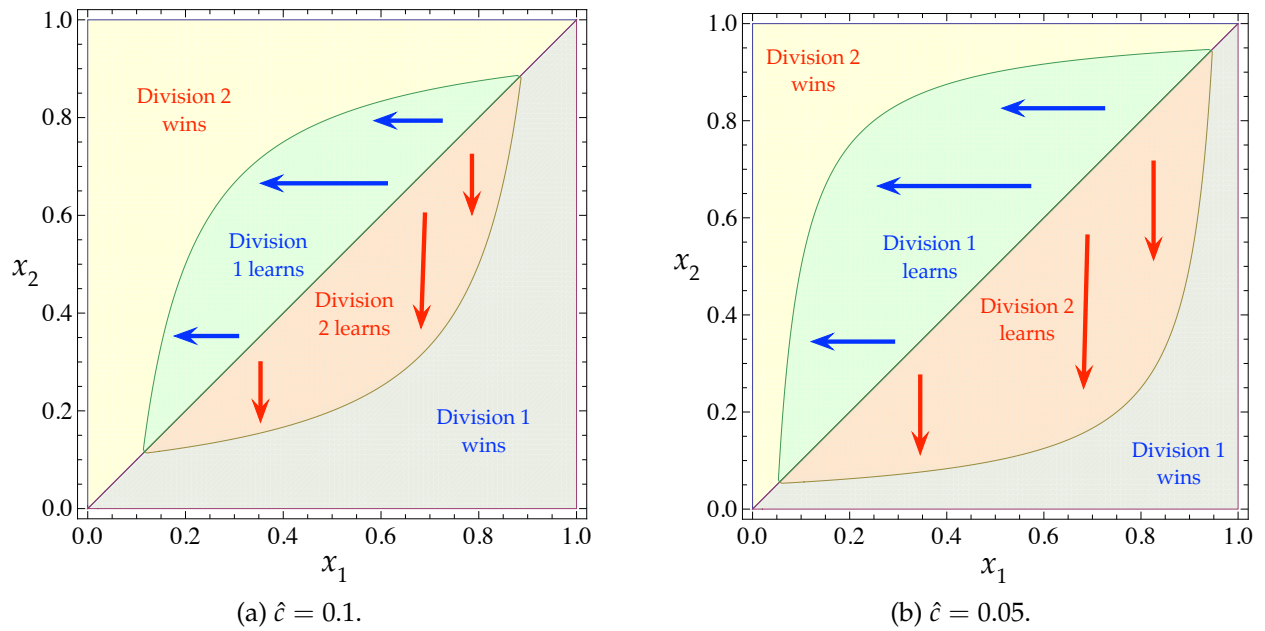 1.0
0.8
0.6
0.4
0.2
0.0
x2
Division 2
wins
Division
1 learns
Division
2 learns
Division 1
wins
0.0 0.2 0.4 0.6 0.8 1.0
x1
(a) ĉ = 0.1.
1.0
0.8
0.6
0.4
0.2
0.0
x2
Division 2
wins
Division 1
learns
Division 2
learns
Division 1
wins
0.0 0.2 0.4 0.6 0.8 1.0
x1
(b) ĉ = 0.05.